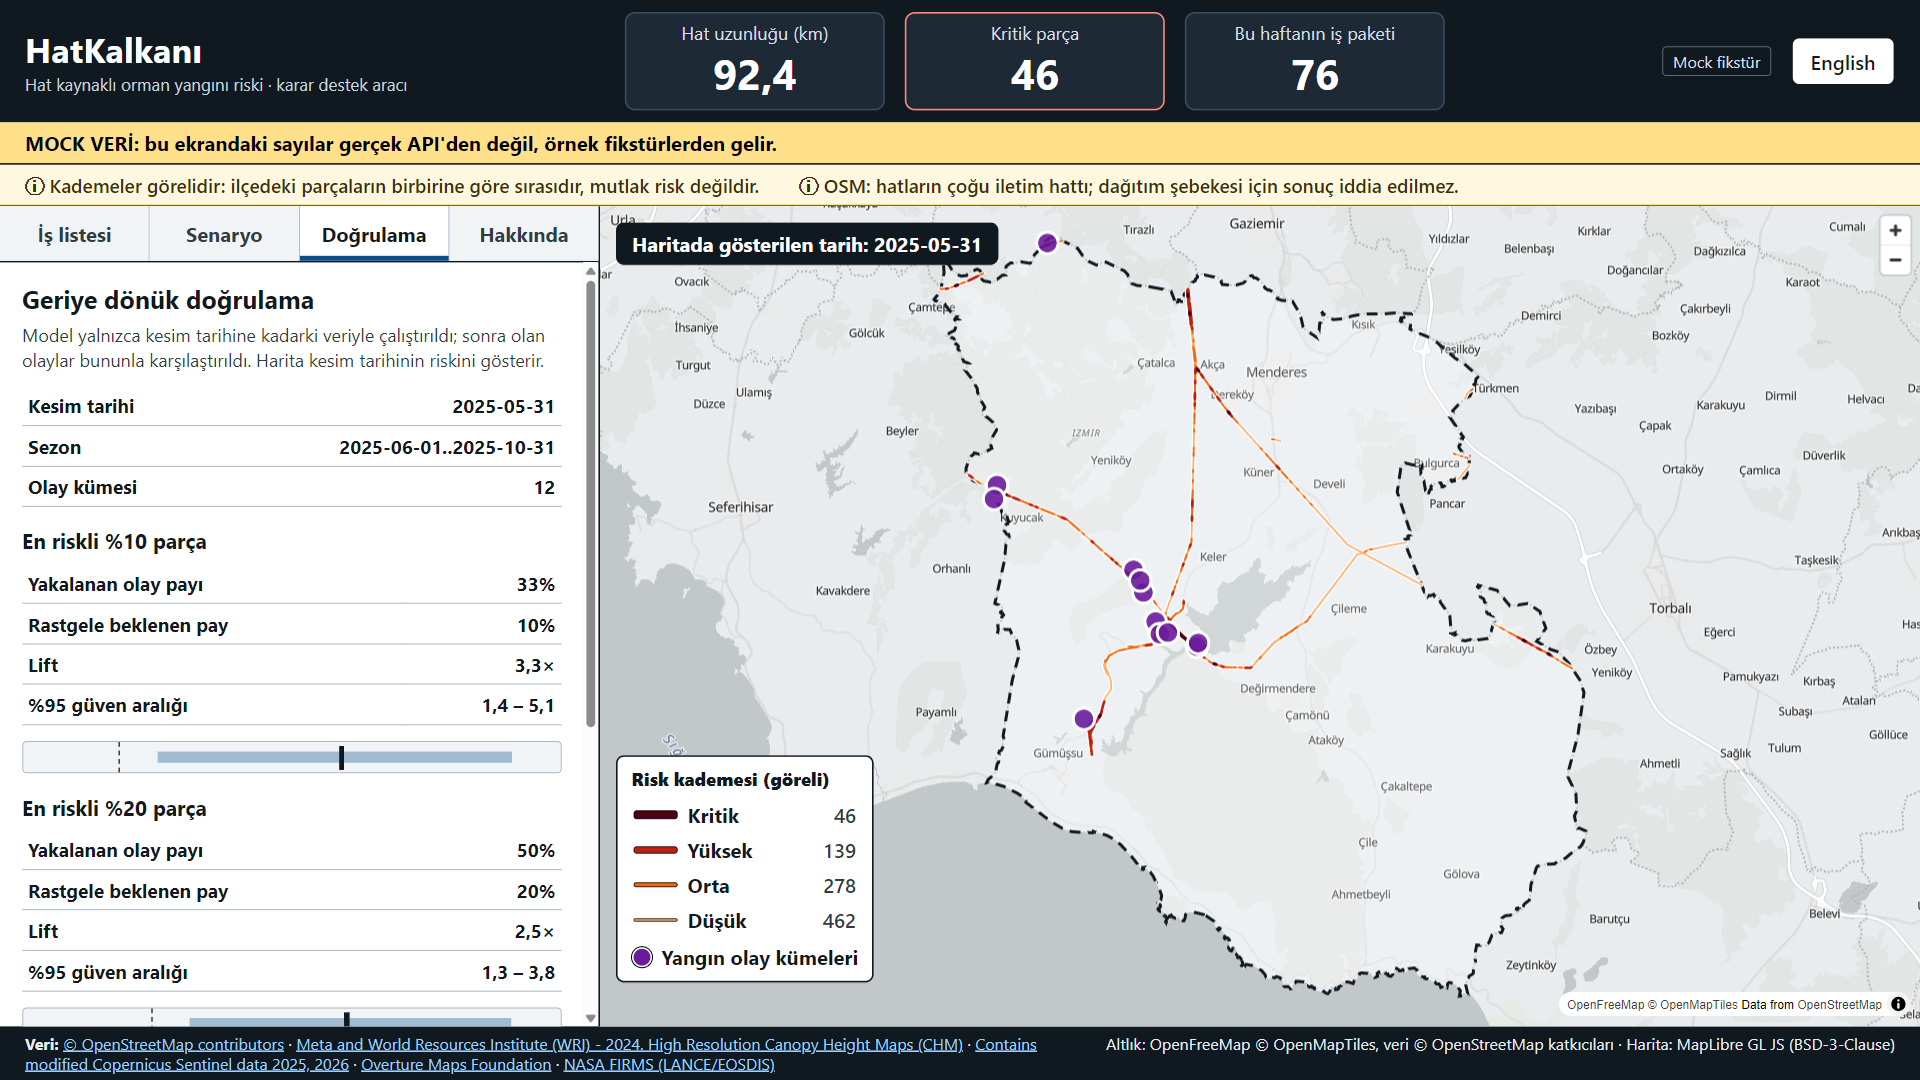 HatKalkanı
Hat kaynaklı orman yangını riski · karar destek aracı
Hat uzunluğu (km)
92,4
Kritik parça
46
Bu haftanın iş paketi
76
Mock fikstür
English
MOCK VERİ: bu ekrandaki sayılar gerçek API'den değil, örnek fikstürlerden gelir.
Kademeler görelidir: ilçedeki parçaların birbirine göre sırasıdır, mutlak risk değildir.
OSM: hatların çoğu iletim hattı; dağıtım şebekesi için sonuç iddia edilmez.
İş listesi
Senaryo
Doğrulama
Hakkında
Geriye dönük doğrulama
Model yalnızca kesim tarihine kadarki veriyle çalıştırıldı; sonra olan
olaylar bununla karşılaştırıldı. Harita kesim tarihinin riskini gösterir.
Kesim tarihi 2025-05-31
Sezon 2025-06-01..2025-10-31
Olay kümesi 12
En riskli %10 parça
Yakalanan olay payı 33%
Rastgele beklenen pay 10%
Lift 3,3×
%95 güven aralığı 1,4 – 5,1
En riskli %20 parça
Yakalanan olay payı 50%
Rastgele beklenen pay 20%
Lift 2,5×
%95 güven aralığı 1,3 – 3,8
Haritada gösterilen tarih: 2025-05-31
Urla
Tırazlı
Gaziemir
Yıldızlar
Kırklar
Cumalı
Belenbaşı
Dağkızılca
Doğancılar
Ovacık
Karaot
Çamtepe
Çakırbeyli
Demirci
İhsaniye
Gölcük
Kısık
Bozköy
Yeşilköy
Turgut
Çatalca
Akça
Menderes
Türkmen
Ulamış
Dereköy
Dirmil
Helvacı
Düzce
Yazıbaşı
Karakuyu
Çapak
Beyler
IZMIR
Yeniköy
Bulgurca
Düverlik
Küner
Ortaköy
Çamlıca
Develi
Pancar
Seferihisar
Kuyucak
Keler
Taşkesik
Orhanlı
Kavakdere
Çileme
Torbalı
Eğerci
Karakuyu
Özbey
Yeniköy
Pamukyazı
Kırbaş
Değirmendere
Atalan
Payamlı
Çamönü
Subaşı
Ataköy
Göllüce
Gümüşsu
Sağlık
Tulum
Ahmetli
Çakaltepe
Çile
Gölova
Ahmetbeyli
Barutçu
Belevi
Zeytinköy
Risk kademesi (göreli)
Kritik 46
Yüksek 139
Orta 278
Düşük 462
Yangın olay kümeleri
OpenFreeMap © OpenMapTiles Data from OpenStreetMap
Veri: © OpenStreetMap contributors · Meta and World Resources Institute (WRI) - 2024. High Resolution Canopy Height Maps (CHM) · Contains
modified Copernicus Sentinel data 2025, 2026 · Overture Maps Foundation · NASA FIRMS (LANCE/EOSDIS)
Altlık: OpenFreeMap © OpenMapTiles, veri © OpenStreetMap katkıcıları · Harita: MapLibre GL JS (BSD-3-Clause)